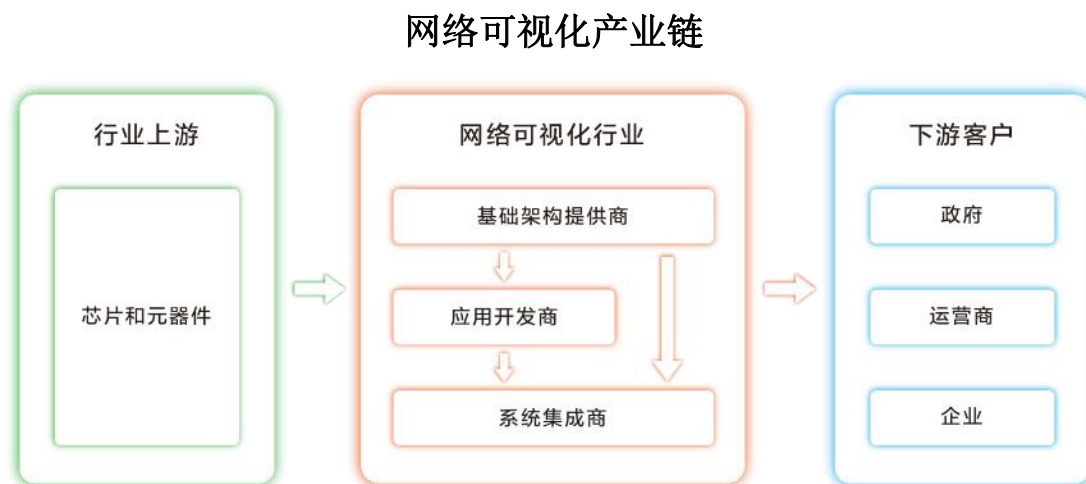 网络可视化产业链
行业上游
芯片和元器件
网络可视化行业
基础架构提供商
应用开发商
系统集成商
下游客户
政府
运营商
企业